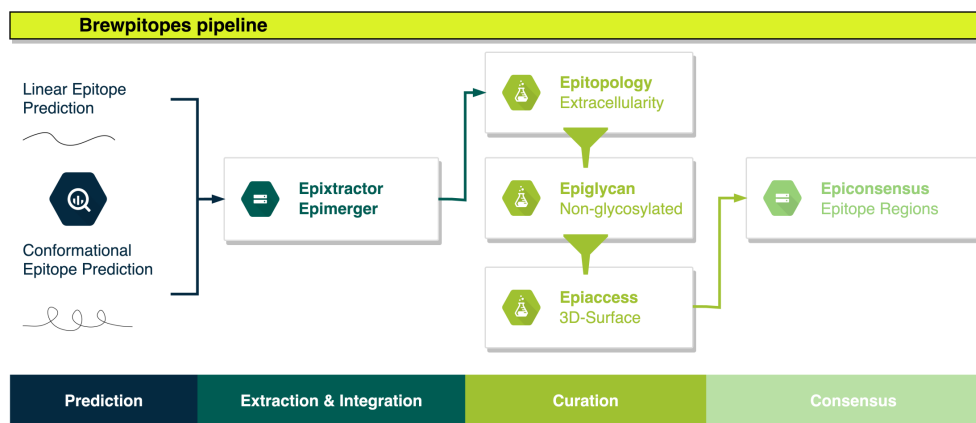 Brewpitopes pipeline
Linear Epitope
Prediction
Conformational
Epitope Prediction
Epixtractor
Epimerger
Epitopology
Extracellularity
Epiglycan
Non-glycosylated
Epiaccess
3D-Surface
Epiconsensus
Epitope Regions
Prediction
Extraction & Integration
Curation
Consensus